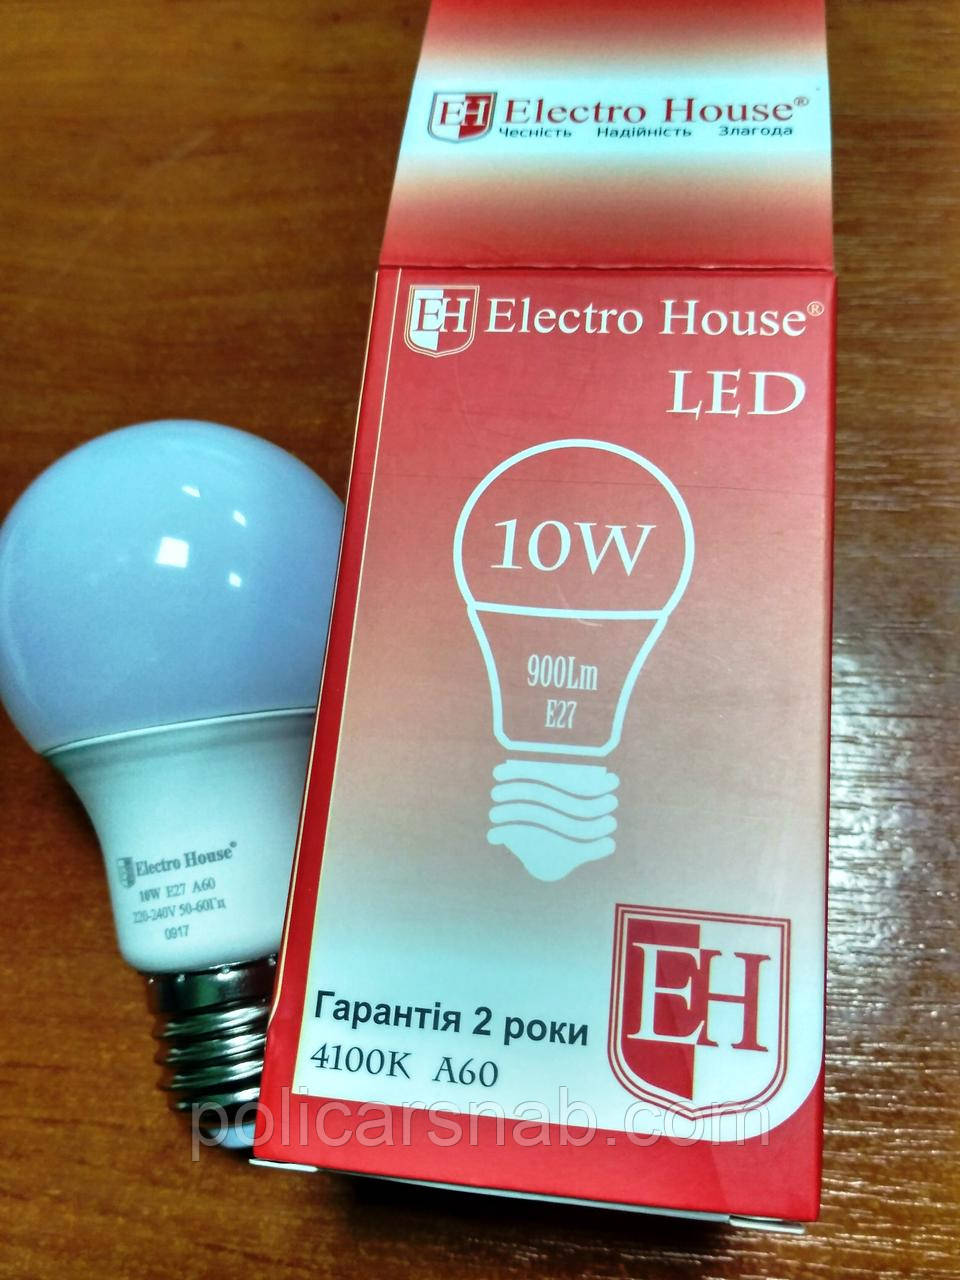 EH Electro House®
Чесність Надійність Злагода
EH Electro House®
LED
10W
900Lm
E27
Electro House®
10W E27 A60
220-240V 50-60Гц
0917
EH
Гарантія 2 роки
4100K A60
policarsnab.com